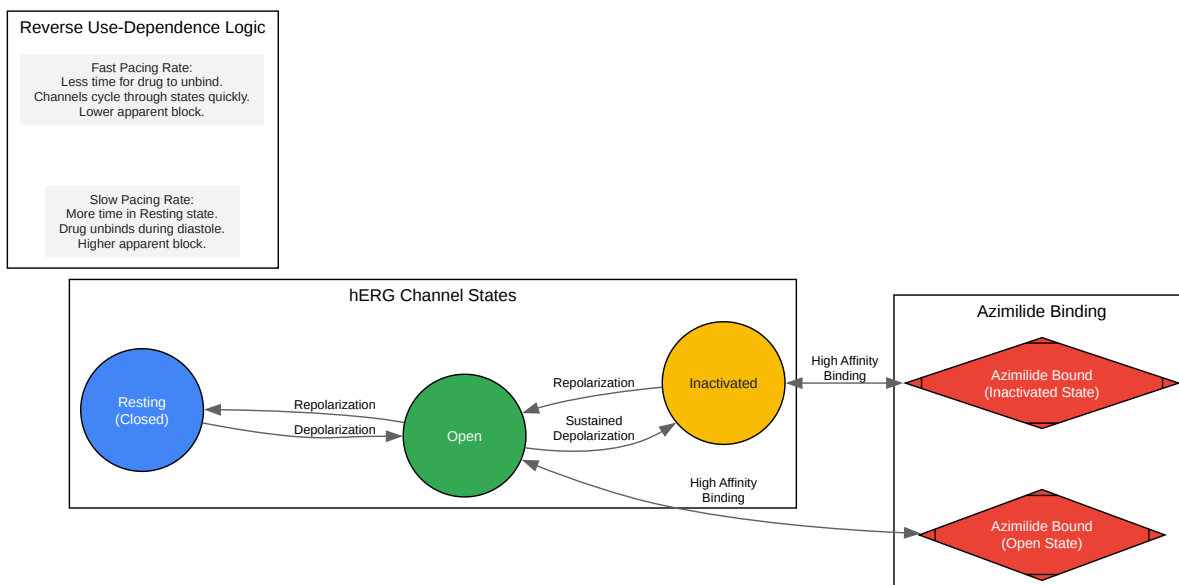 Reverse Use-Dependence Logic
Fast Pacing Rate:
Less time for drug to unbind.
Channels cycle through states quickly.
Lower apparent block.
Slow Pacing Rate:
More time in Resting state.
Drug unbinds during diastole.
Higher apparent block.
hERG Channel States
Resting
(Closed)
Repolarization
Depolarization
Open
Repolarization
Sustained
Depolarization
Inactivated
High Affinity
Binding
High Affinity
Binding
Azimilide Binding
Azimilide Bound
(Inactivated State)
Azimilide Bound
(Open State)